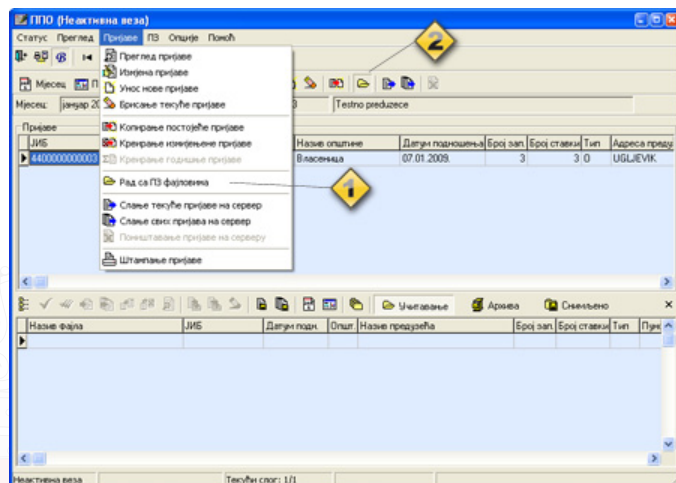 ППО (Неактивна веза)
Статус Преглед Пријаве ПЗ Опције Помоћ
Преглед пријаве
Измјена пријаве
Унос нове пријаве
Брисање текуће пријаве
Копирање постојеће пријаве
Креирање измијењене пријаве
Креирање годишње пријаве
Рад са ПЗ фајловима
Слање текуће пријаве на сервер
Слање свих пријава на сервер
Поништавање пријаве на серверу
Штампање пријаве
2
1
Мјесец П
Мјесец: јануар 20 3 Testno preduzece
Пријаве
ЈИБ Назив општине Датум подношења Број зап. Број ставки Тип Адреса преду
4400000000003 Власеница 07.01.2009. 3 3 0 UGLJEVIK
Учитавање Архива Снимљено
Назив фајла ЈИБ Датум подн. Општ. Назив предузећа Број зап. Број ставки Тип Пун
Неактивна веза Текући слог: 1/1